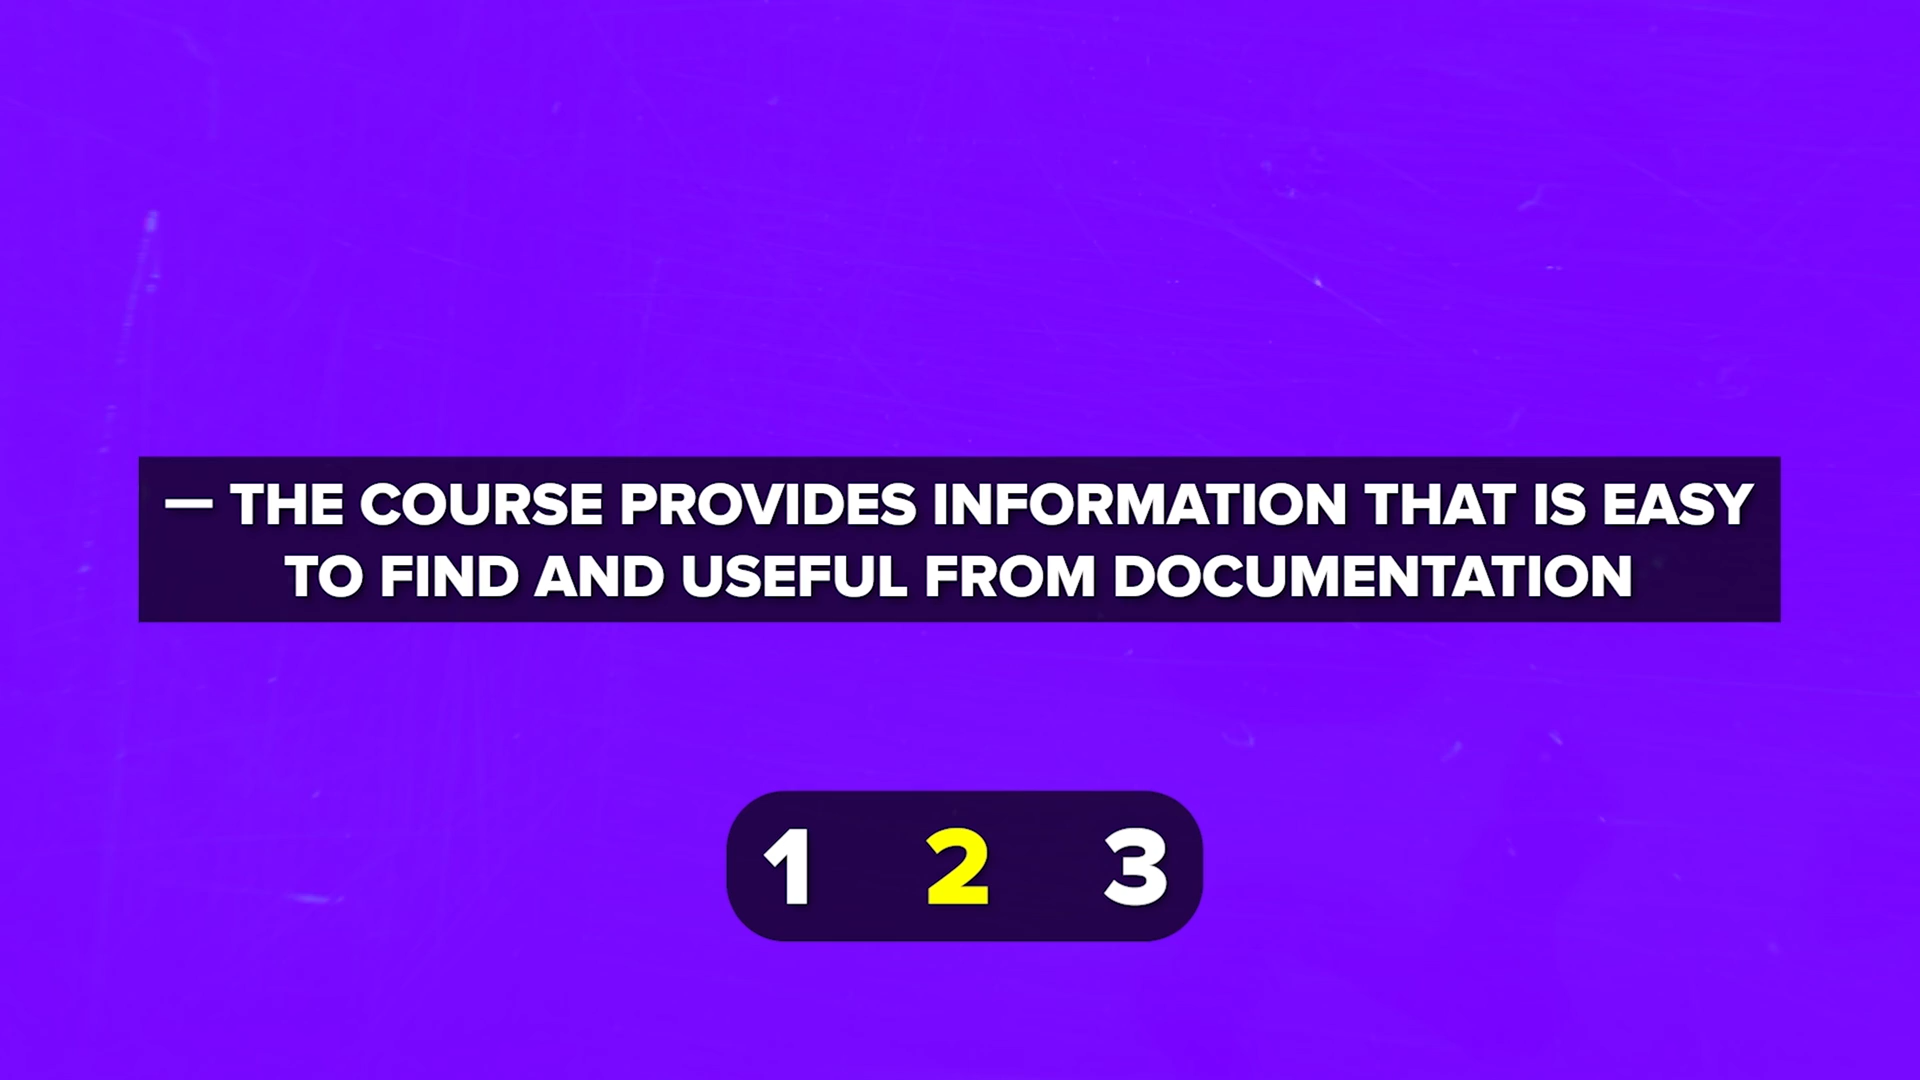 — THE COURSE PROVIDES INFORMATION THAT IS EASY
TO FIND AND USEFUL FROM DOCUMENTATION
1 2 3